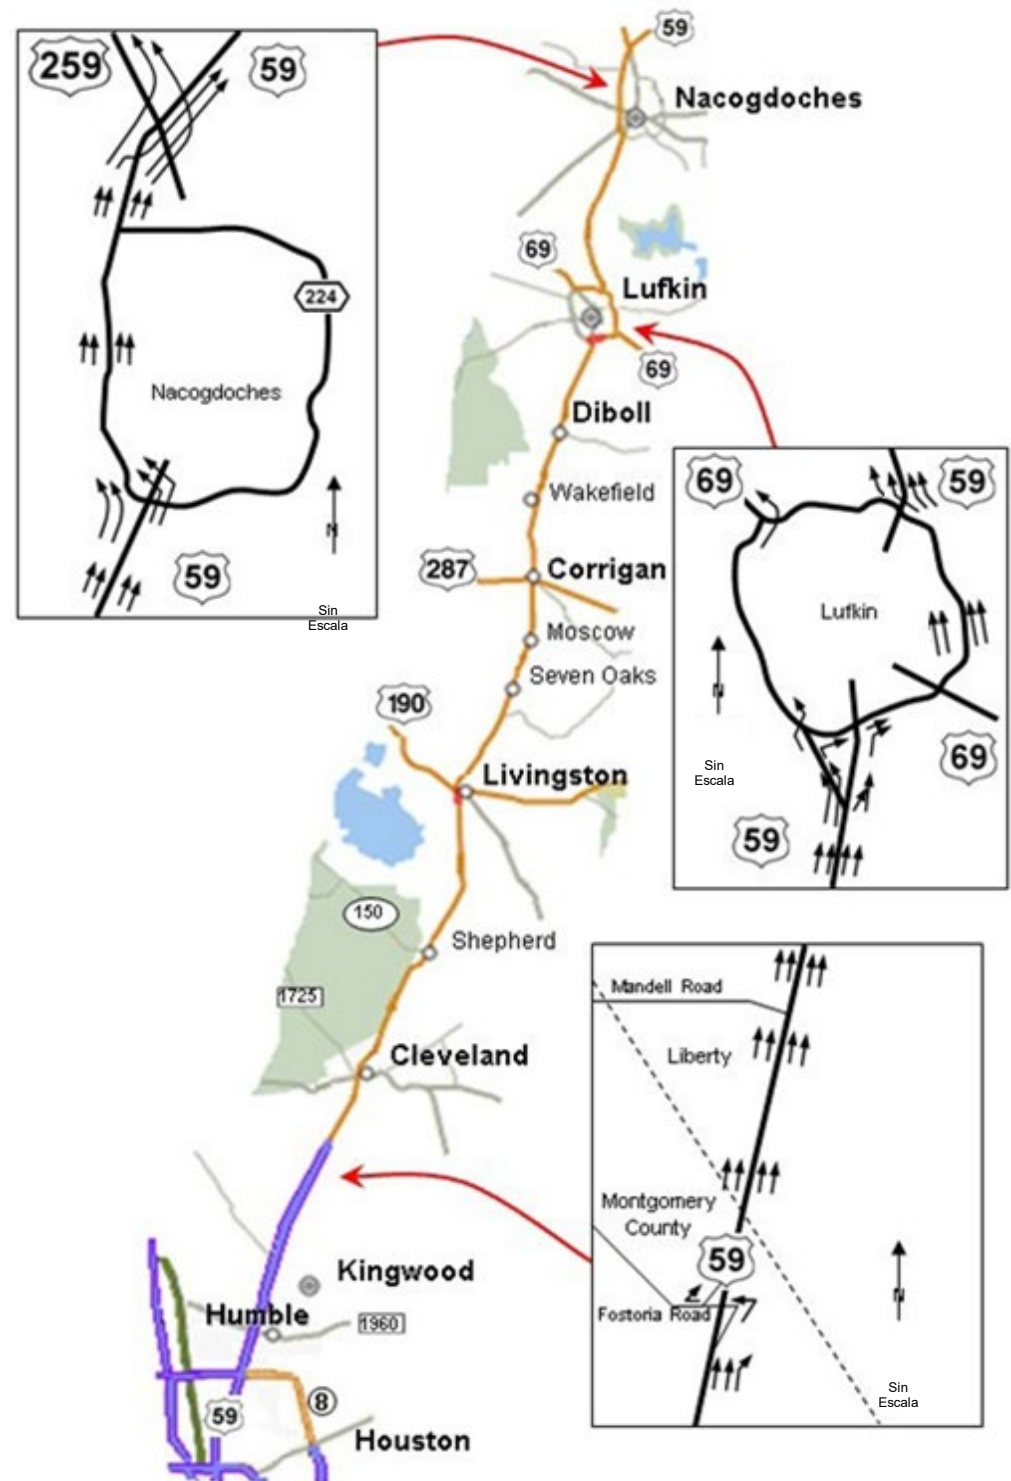 259
59
224
Nacogdoches
N
59
Sin
Escala
59
Nacogdoches
69
Lufkin
69
Diboll
Wakefield
287
Corrigan
Moscow
Seven Oaks
190
Livingston
150
Shepherd
1725
Cleveland
Kingwood
Humble
1960
8
59
Houston
69
59
Lufkin
N
Sin
Escala
69
59
Mandell Road
Liberty
Montgomery
County
59
Fostoria Road
N
Sin
Escala